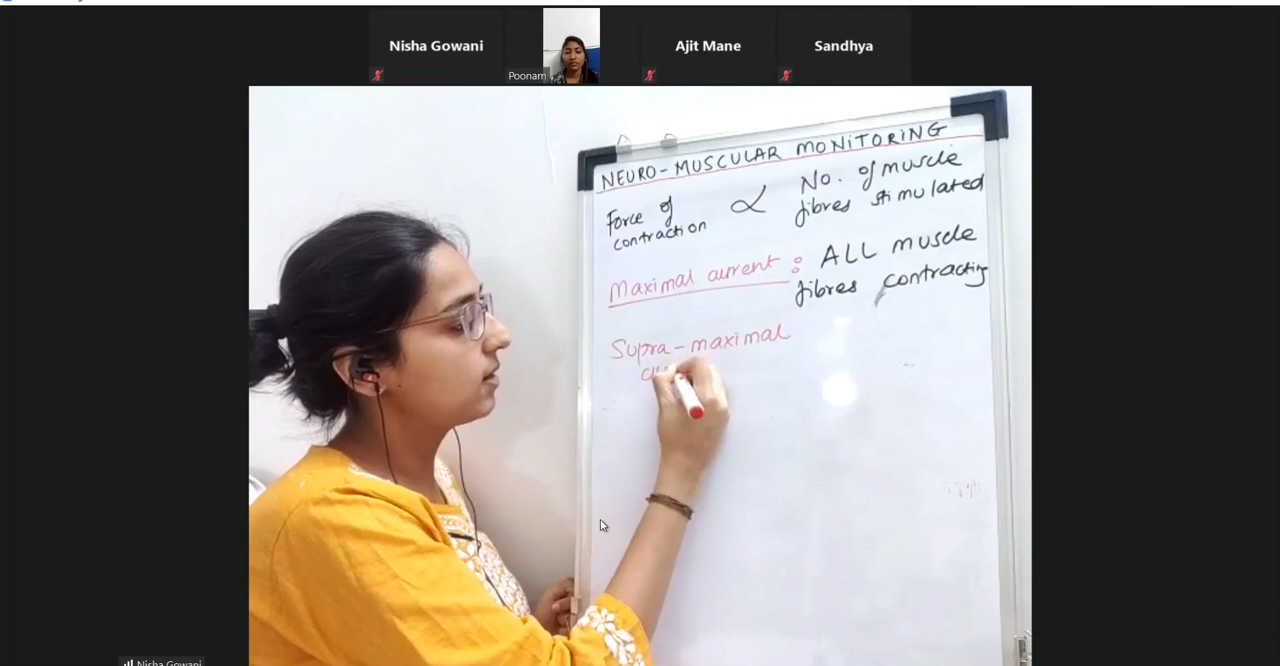 Nisha Gowani
Poonam
Ajit Mane
Sandhya
NEURO-MUSCULAR MONITORING
Force of contraction ∝ No. of muscle fibres stimulated
Maximal current : ALL muscle fibres contracting
Supra-maximal
Nisha Gowani